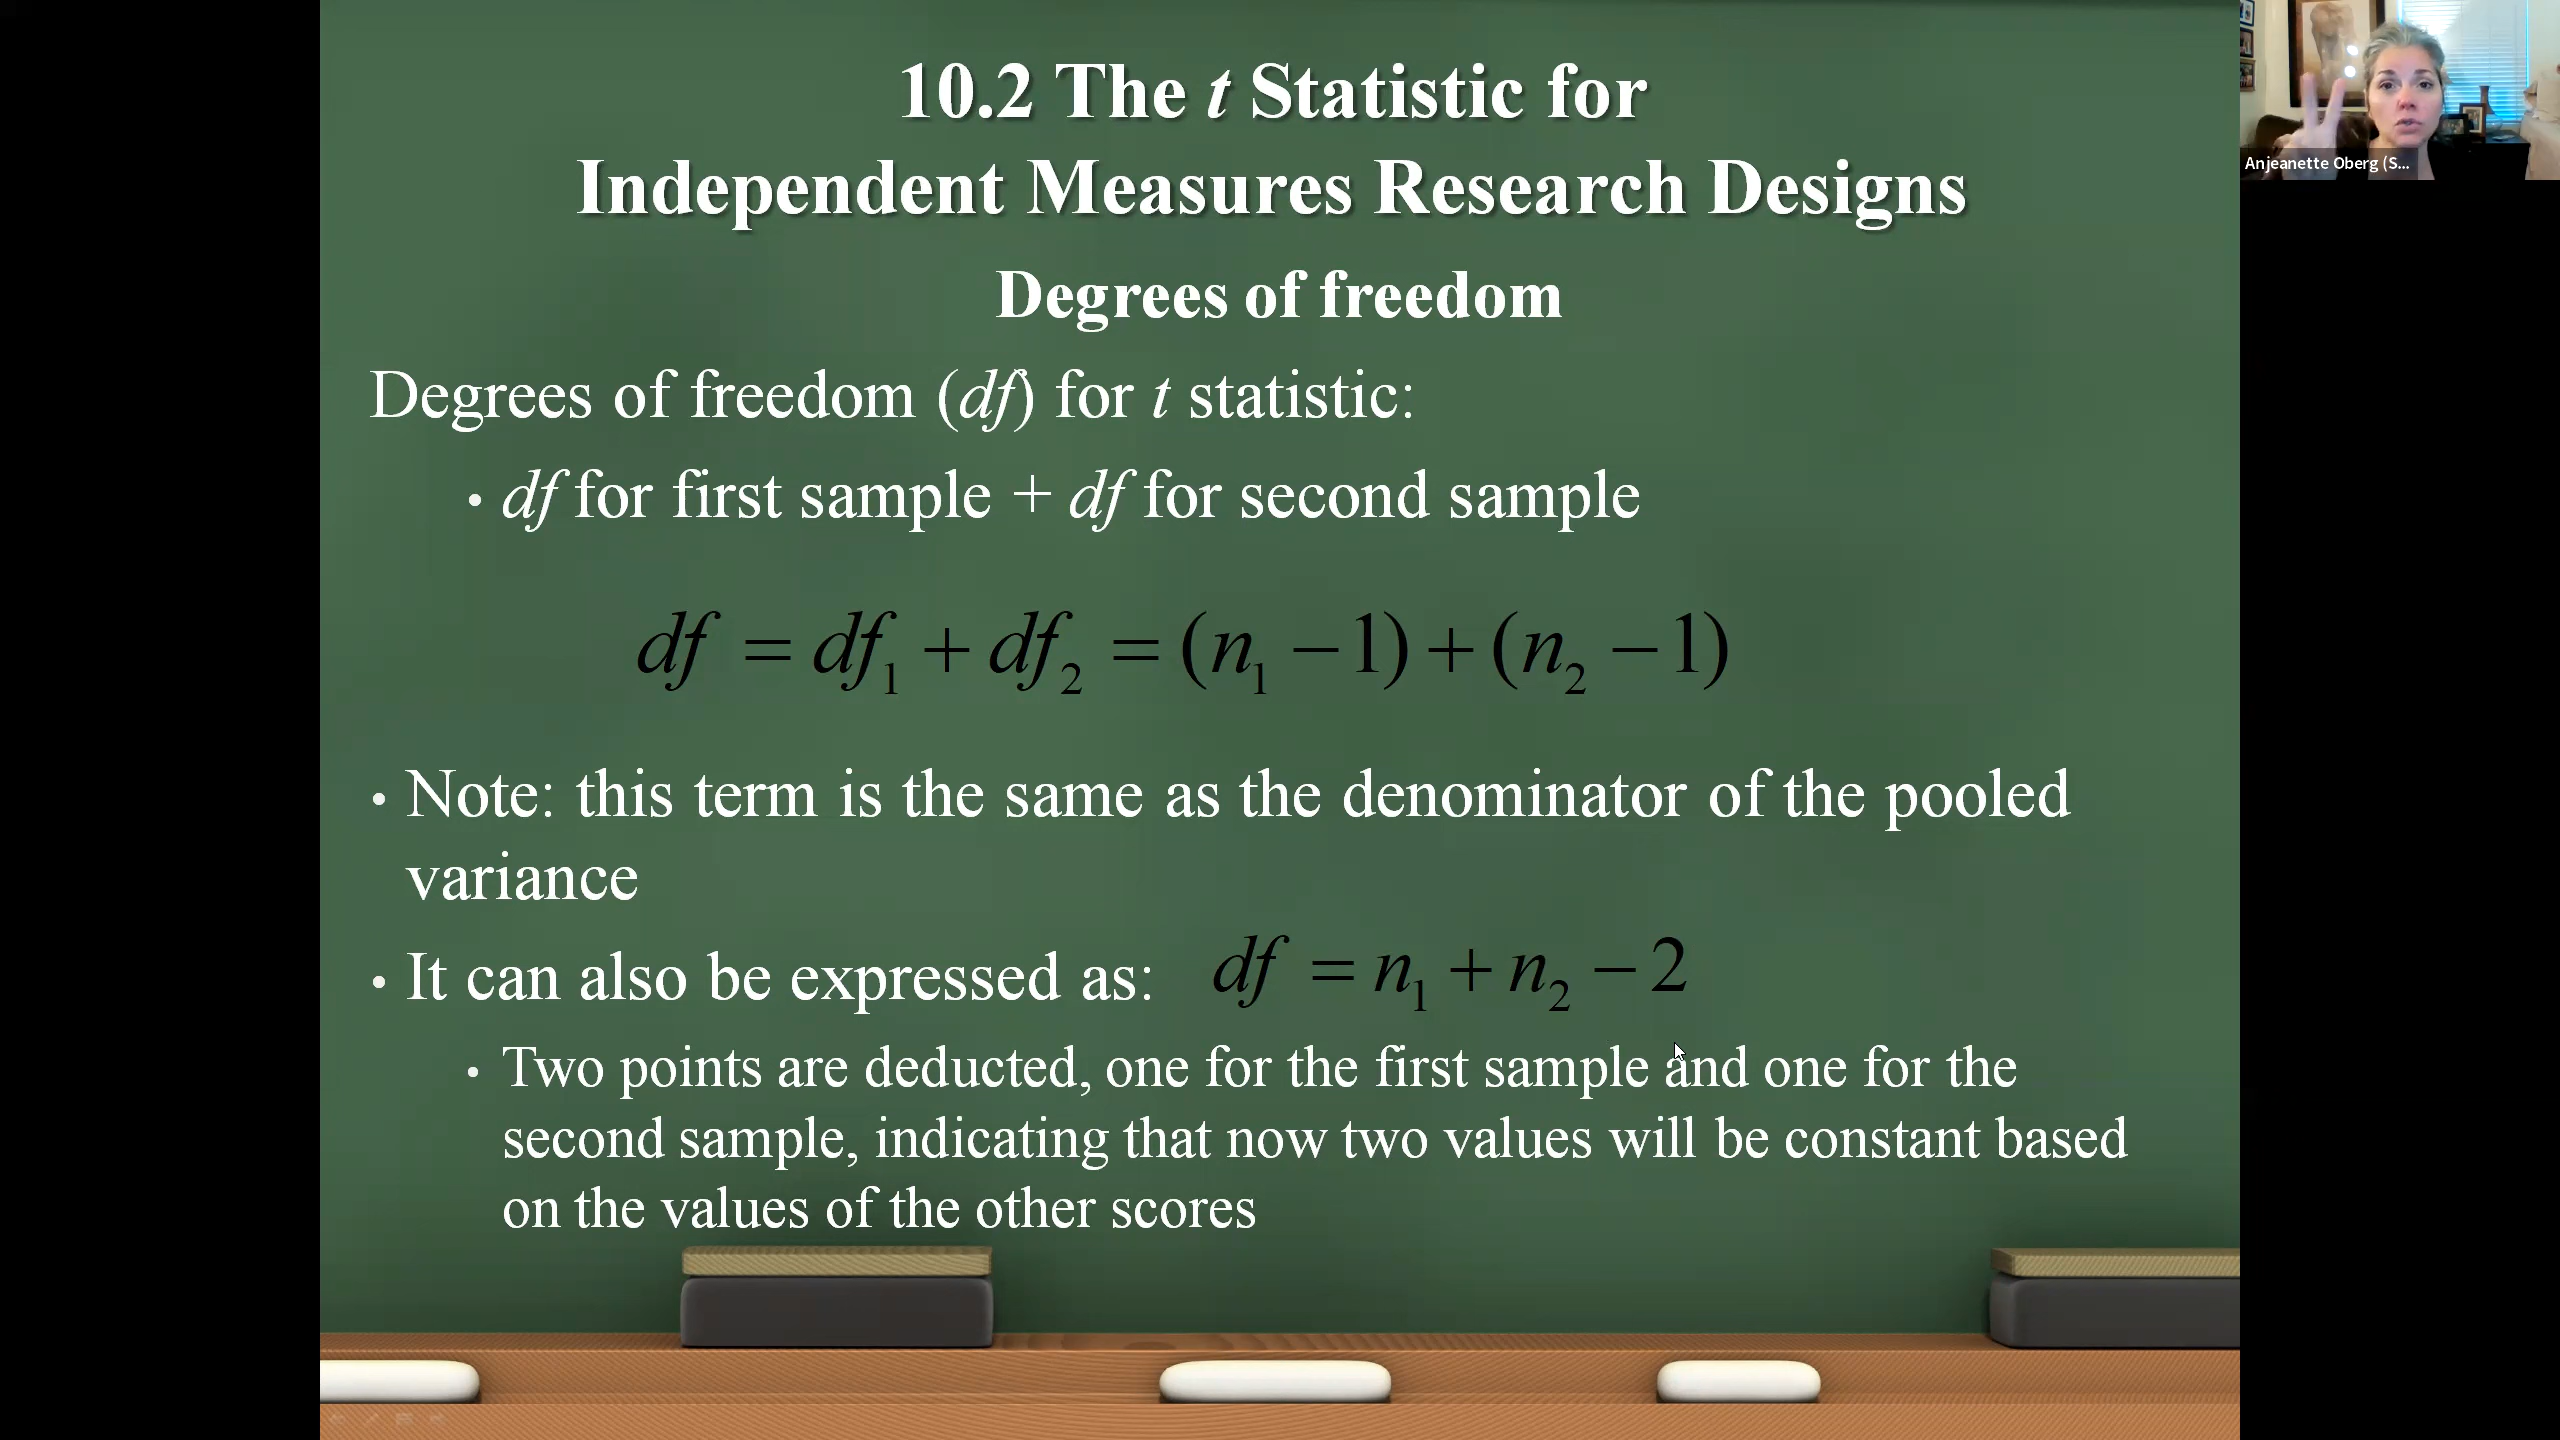 10.2 The t Statistic for
Independent Measures Research Designs
Degrees of freedom
Degrees of freedom (df) for t statistic:
• df for first sample + df for second sample
df = df₁ + df₂ = (n₁ − 1) + (n₂ − 1)
• Note: this term is the same as the denominator of the pooled
variance
• It can also be expressed as: df = n₁ + n₂ − 2
• Two points are deducted, one for the first sample and one for the
second sample, indicating that now two values will be constant based
on the values of the other scores
Anjeanette Oberg (S...